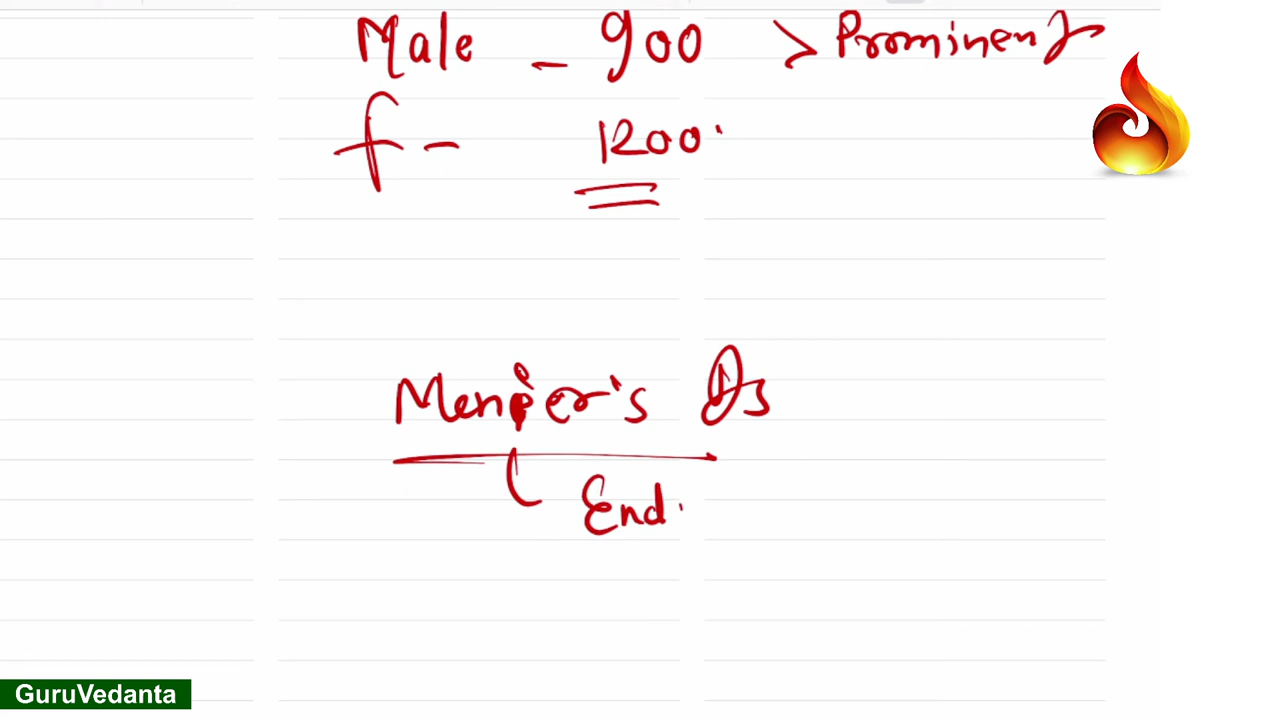 Male - 900 > Prominent
f - 1200.
Menier's Ds
( End.
GuruVedanta